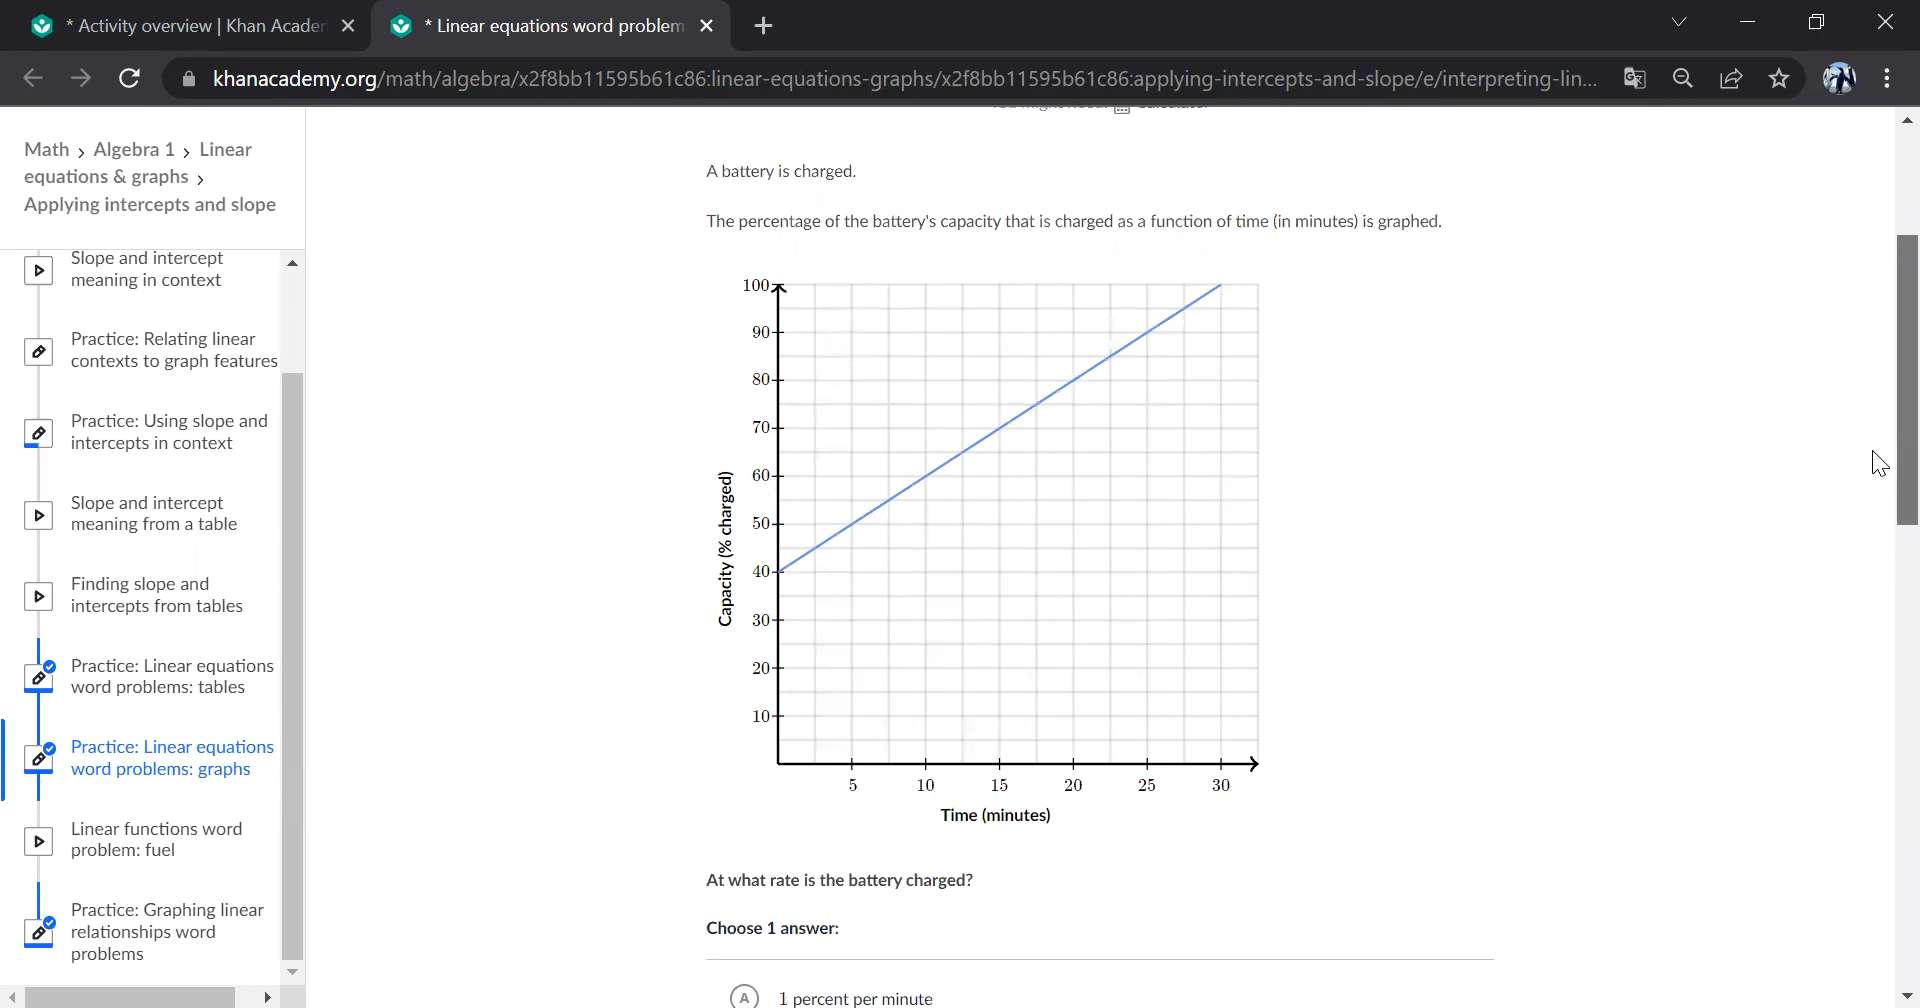 * Activity overview | Khan Acade
* Linear equations word problem
khanacademy.org/math/algebra/x2f8bb11595b61c86:linear-equations-graphs/x2f8bb11595b61c86:applying-intercepts-and-slope/e/interpreting-lin...
Math > Algebra 1 > Linear
equations & graphs >
Applying intercepts and slope
Slope and intercept
meaning in context
Practice: Relating linear
contexts to graph features
Practice: Using slope and
intercepts in context
Slope and intercept
meaning from a table
Finding slope and
intercepts from tables
Practice: Linear equations
word problems: tables
Practice: Linear equations
word problems: graphs
Linear functions word
problem: fuel
Practice: Graphing linear
relationships word
problems
A battery is charged.
The percentage of the battery's capacity that is charged as a function of time (in minutes) is graphed.
100
90
80
70
60
50
40
30
20
10
Capacity (% charged)
5 10 15 20 25 30
Time (minutes)
At what rate is the battery charged?
Choose 1 answer:
A 1 percent per minute